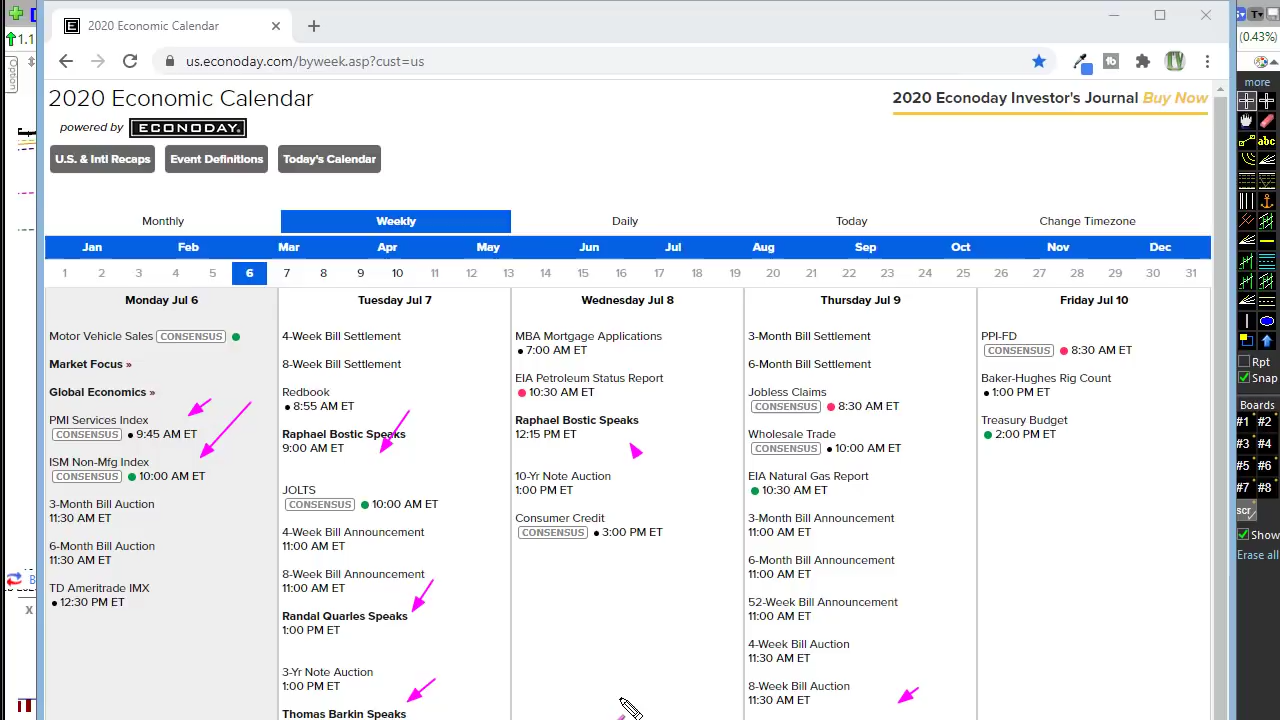 2020 Economic Calendar
(0.43%)
1.1
Option
us.econoday.com/byweek.asp?cust=us
2020 Economic Calendar
2020 Econoday Investor's Journal Buy Now
powered by ECONODAY
U.S. & Intl Recaps Event Definitions Today's Calendar
Monthly Weekly Daily Today Change Timezone
Jan Feb Mar Apr May Jun Jul Aug Sep Oct Nov Dec
1 2 3 4 5 6 7 8 9 10 11 12 13 14 15 16 17 18 19 20 21 22 23 24 25 26 27 28 29 30 31
Monday Jul 6
Motor Vehicle Sales CONSENSUS
Market Focus »
Global Economics »
PMI Services Index
CONSENSUS 9:45 AM ET
ISM Non-Mfg Index
CONSENSUS 10:00 AM ET
3-Month Bill Auction
11:30 AM ET
6-Month Bill Auction
11:30 AM ET
TD Ameritrade IMX
12:30 PM ET
Tuesday Jul 7
4-Week Bill Settlement
8-Week Bill Settlement
Redbook
8:55 AM ET
Raphael Bostic Speaks
9:00 AM ET
JOLTS
CONSENSUS 10:00 AM ET
4-Week Bill Announcement
11:00 AM ET
8-Week Bill Announcement
11:00 AM ET
Randal Quarles Speaks
1:00 PM ET
3-Yr Note Auction
1:00 PM ET
Thomas Barkin Speaks
Wednesday Jul 8
MBA Mortgage Applications
7:00 AM ET
EIA Petroleum Status Report
10:30 AM ET
Raphael Bostic Speaks
12:15 PM ET
10-Yr Note Auction
1:00 PM ET
Consumer Credit
CONSENSUS 3:00 PM ET
Thursday Jul 9
3-Month Bill Settlement
6-Month Bill Settlement
Jobless Claims
CONSENSUS 8:30 AM ET
Wholesale Trade
CONSENSUS 10:00 AM ET
EIA Natural Gas Report
10:30 AM ET
3-Month Bill Announcement
11:00 AM ET
6-Month Bill Announcement
11:00 AM ET
52-Week Bill Announcement
11:00 AM ET
4-Week Bill Auction
11:30 AM ET
8-Week Bill Auction
11:30 AM ET
Friday Jul 10
PPI-FD
CONSENSUS 8:30 AM ET
Baker-Hughes Rig Count
1:00 PM ET
Treasury Budget
2:00 PM ET
more
abc
Rpt
Snap
Boards
#1 #2
#3 #4
#5 #6
#7 #8
scr
Show
Erase all